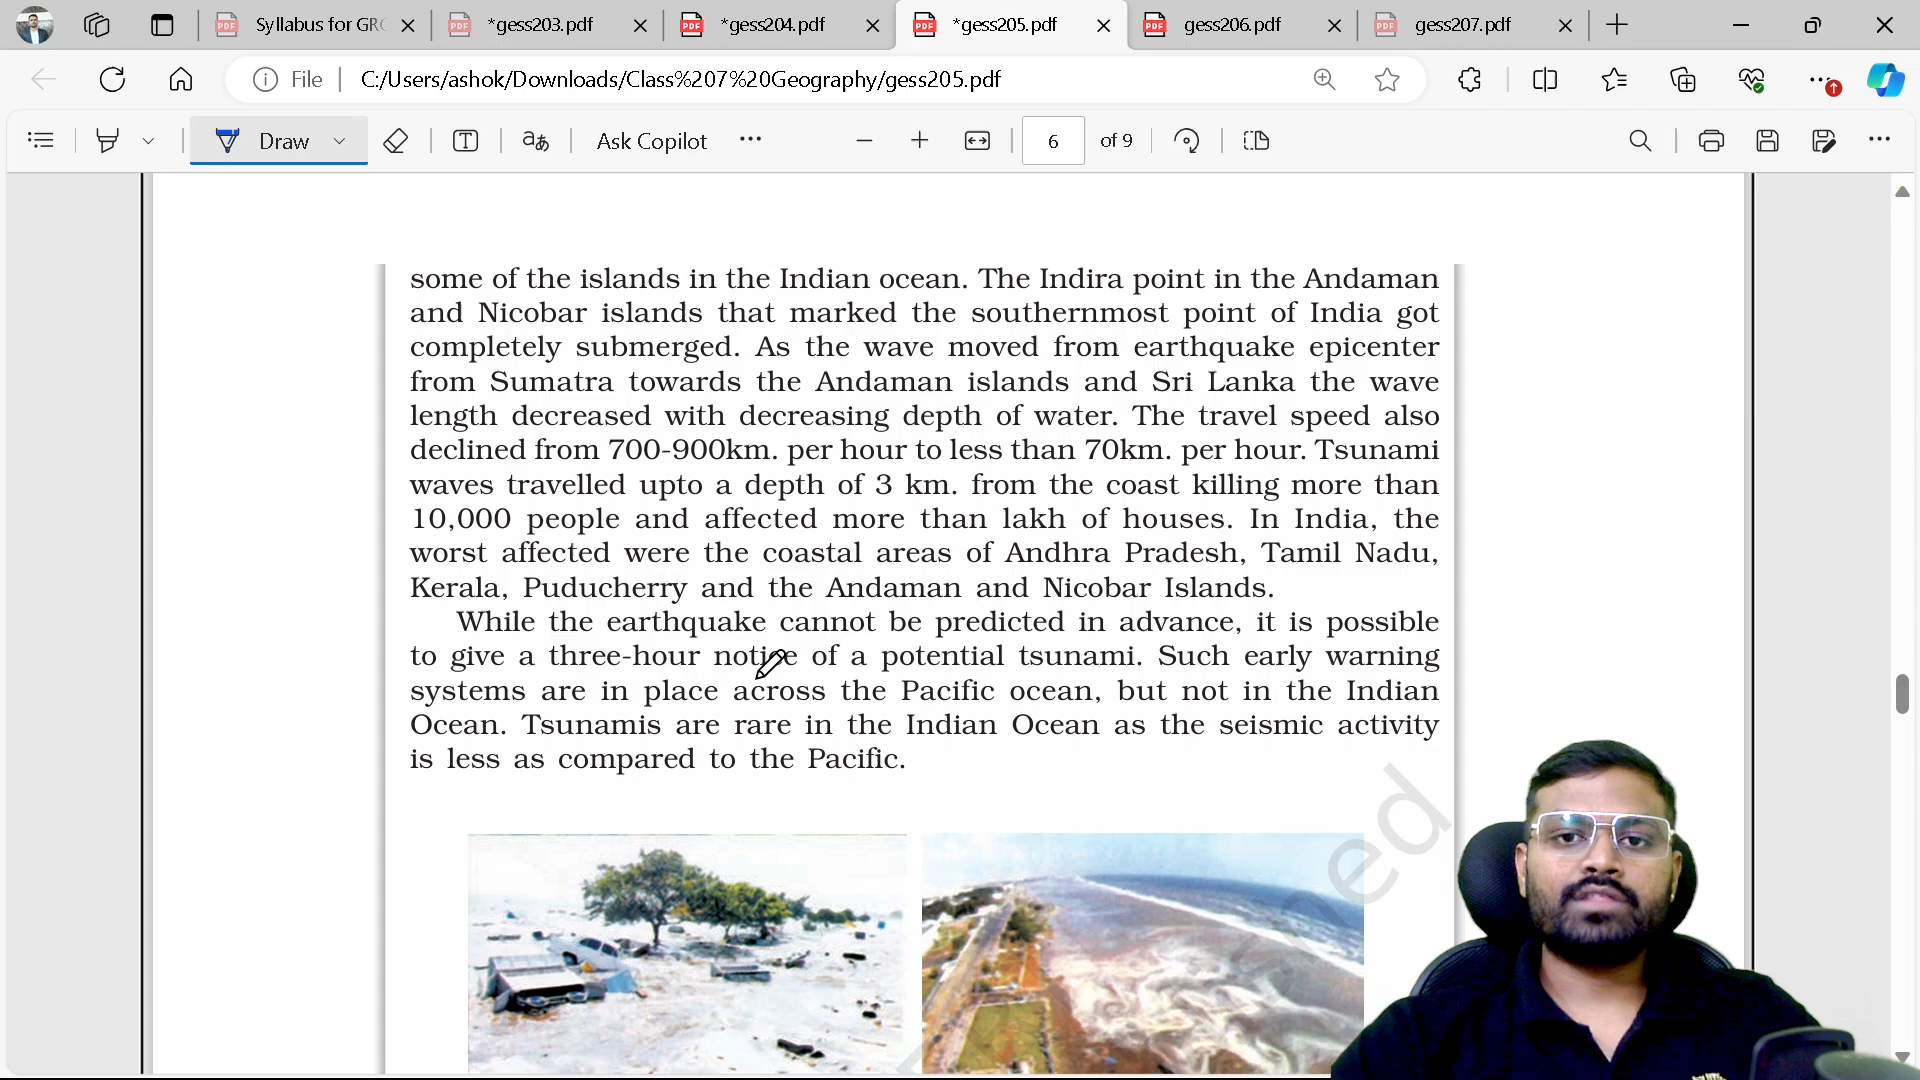 Syllabus for GR
*gess203.pdf
*gess204.pdf
*gess205.pdf
gess206.pdf
gess207.pdf
File
C:/Users/ashok/Downloads/Class%207%20Geography/gess205.pdf
Draw
Ask Copilot
6 of 9
some of the islands in the Indian ocean. The Indira point in the Andaman
and Nicobar islands that marked the southernmost point of India got
completely submerged. As the wave moved from earthquake epicenter
from Sumatra towards the Andaman islands and Sri Lanka the wave
length decreased with decreasing depth of water. The travel speed also
declined from 700-900km. per hour to less than 70km. per hour. Tsunami
waves travelled upto a depth of 3 km. from the coast killing more than
10,000 people and affected more than lakh of houses. In India, the
worst affected were the coastal areas of Andhra Pradesh, Tamil Nadu,
Kerala, Puducherry and the Andaman and Nicobar Islands.
While the earthquake cannot be predicted in advance, it is possible
to give a three-hour notice of a potential tsunami. Such early warning
systems are in place across the Pacific ocean, but not in the Indian
Ocean. Tsunamis are rare in the Indian Ocean as the seismic activity
is less as compared to the Pacific.